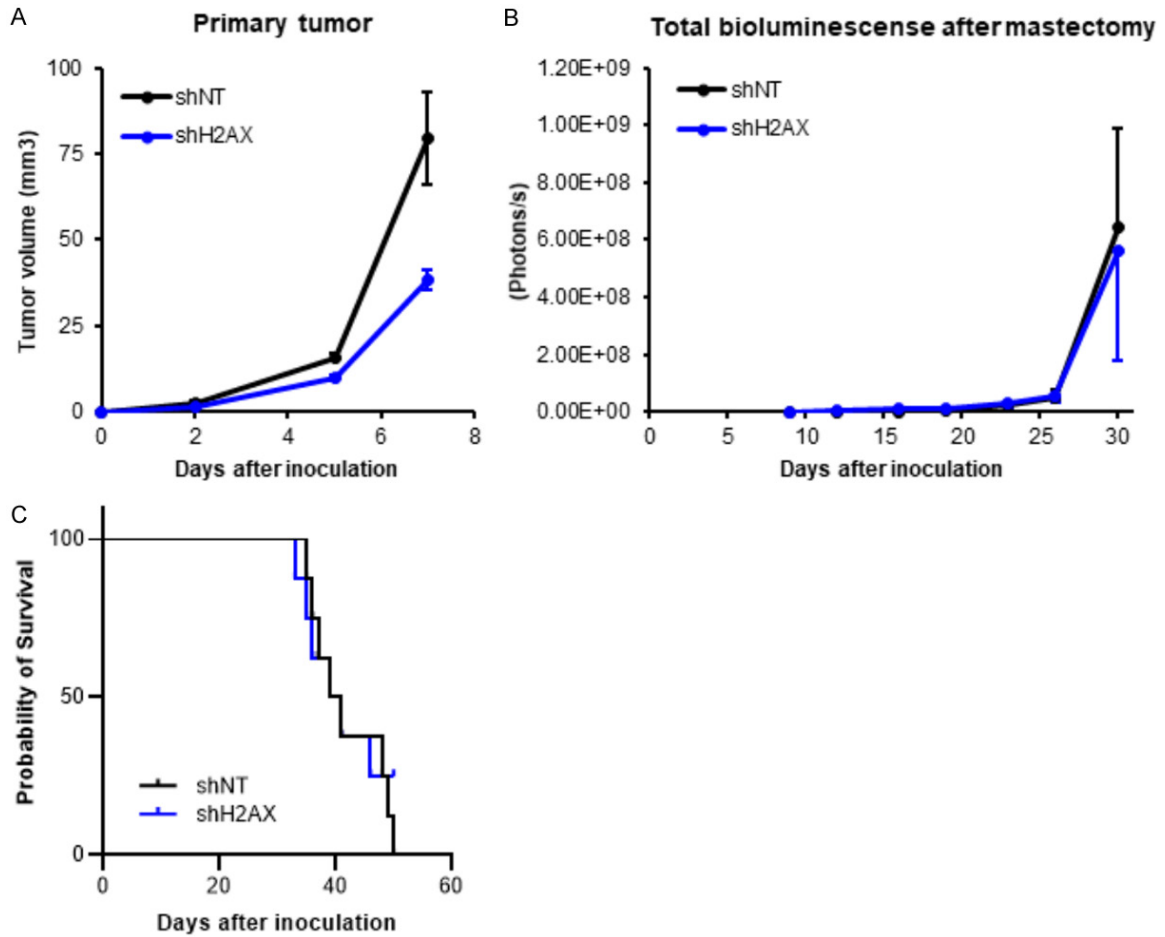 A
Primary tumor
100
75
50
25
0
Tumor volume (mm3)
shNT
shH2AX
0 2 4 6 8
Days after inoculation
B
Total bioluminescense after mastectomy
1.20E+09
1.00E+09
8.00E+08
6.00E+08
4.00E+08
2.00E+08
0.00E+00
(Photons/s)
shNT
shH2AX
0 5 10 15 20 25 30
Days after inoculation
C
100
50
0
Probability of Survival
shNT
shH2AX
0 20 40 60
Days after inoculation